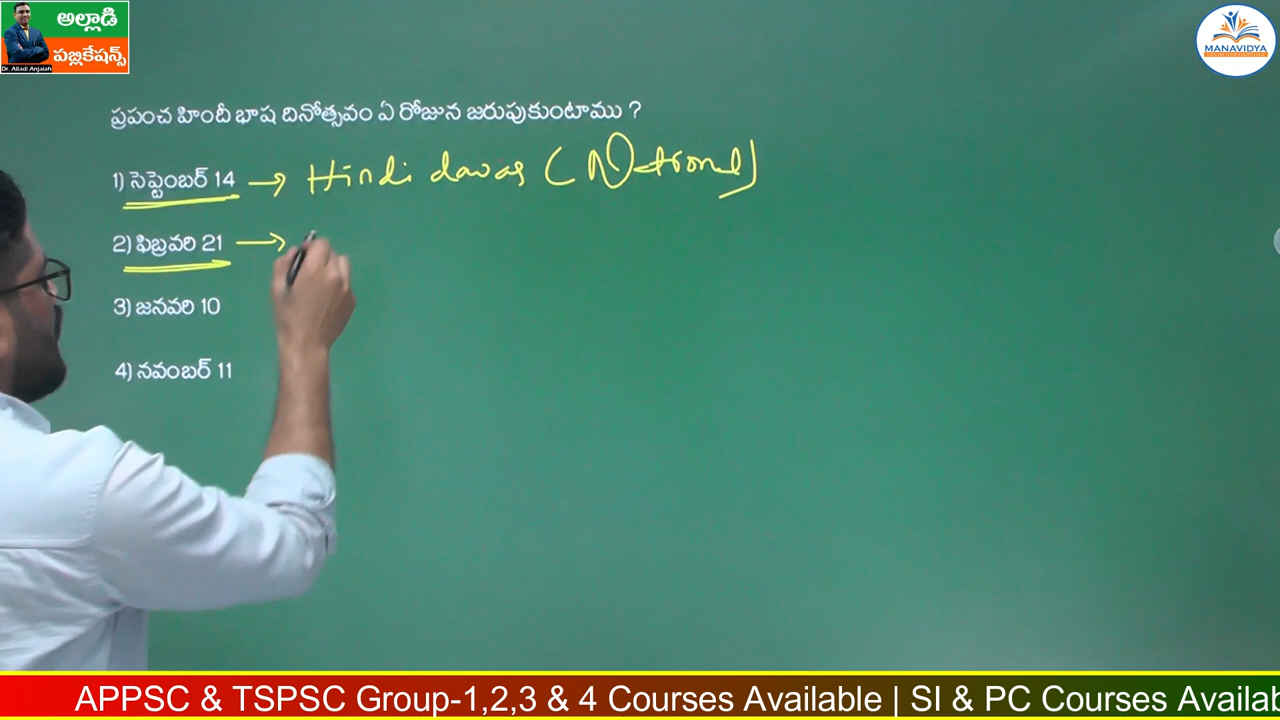 అల్లాడి
పబ్లికేషన్స్
Dr. Alladi Anjaiah
MANAVIDYA
ప్రపంచ హిందీ భాష దినోత్సవం ఏ రోజున జరుపుకుంటాము ?
1) సెప్టెంబర్ 14 → Hindi davas (National)
2) ఫిబ్రవరి 21 →
3) జనవరి 10
4) నవంబర్ 11
APPSC & TSPSC Group-1,2,3 & 4 Courses Available | SI & PC Courses Availab